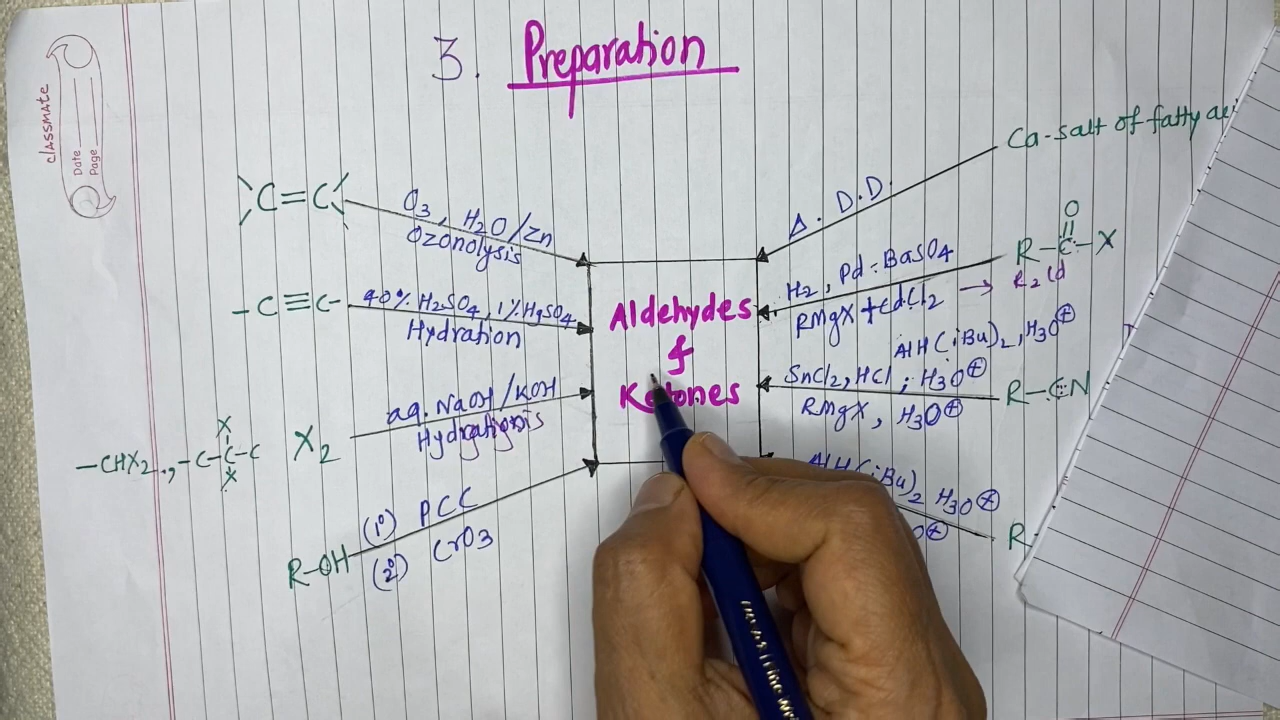 3. Preparation
classmate
Date
Page
Ca-salt of fatty
Δ. D.D.
C=C
O3, H2O/Zn
Ozonolysis
O
R-C-X
H2, Pd-BaSO4
RMgX + CdCl2 → R2Cd
-C≡C-
40% H2SO4, 1% HgSO4
Hydration
Aldehydes
&
Ketones
AlH(iBu)2, H3O⊕
SnCl2, HCl ; H3O⊕
R-C≡N
RMgX, H3O⊕
aq. NaOH/KOH
X
-CHX2, -C-C-C
X
X2
AlH(iBu)2 H3O⊕
R-OH
(1°) PCC
(2°) CrO3
R-